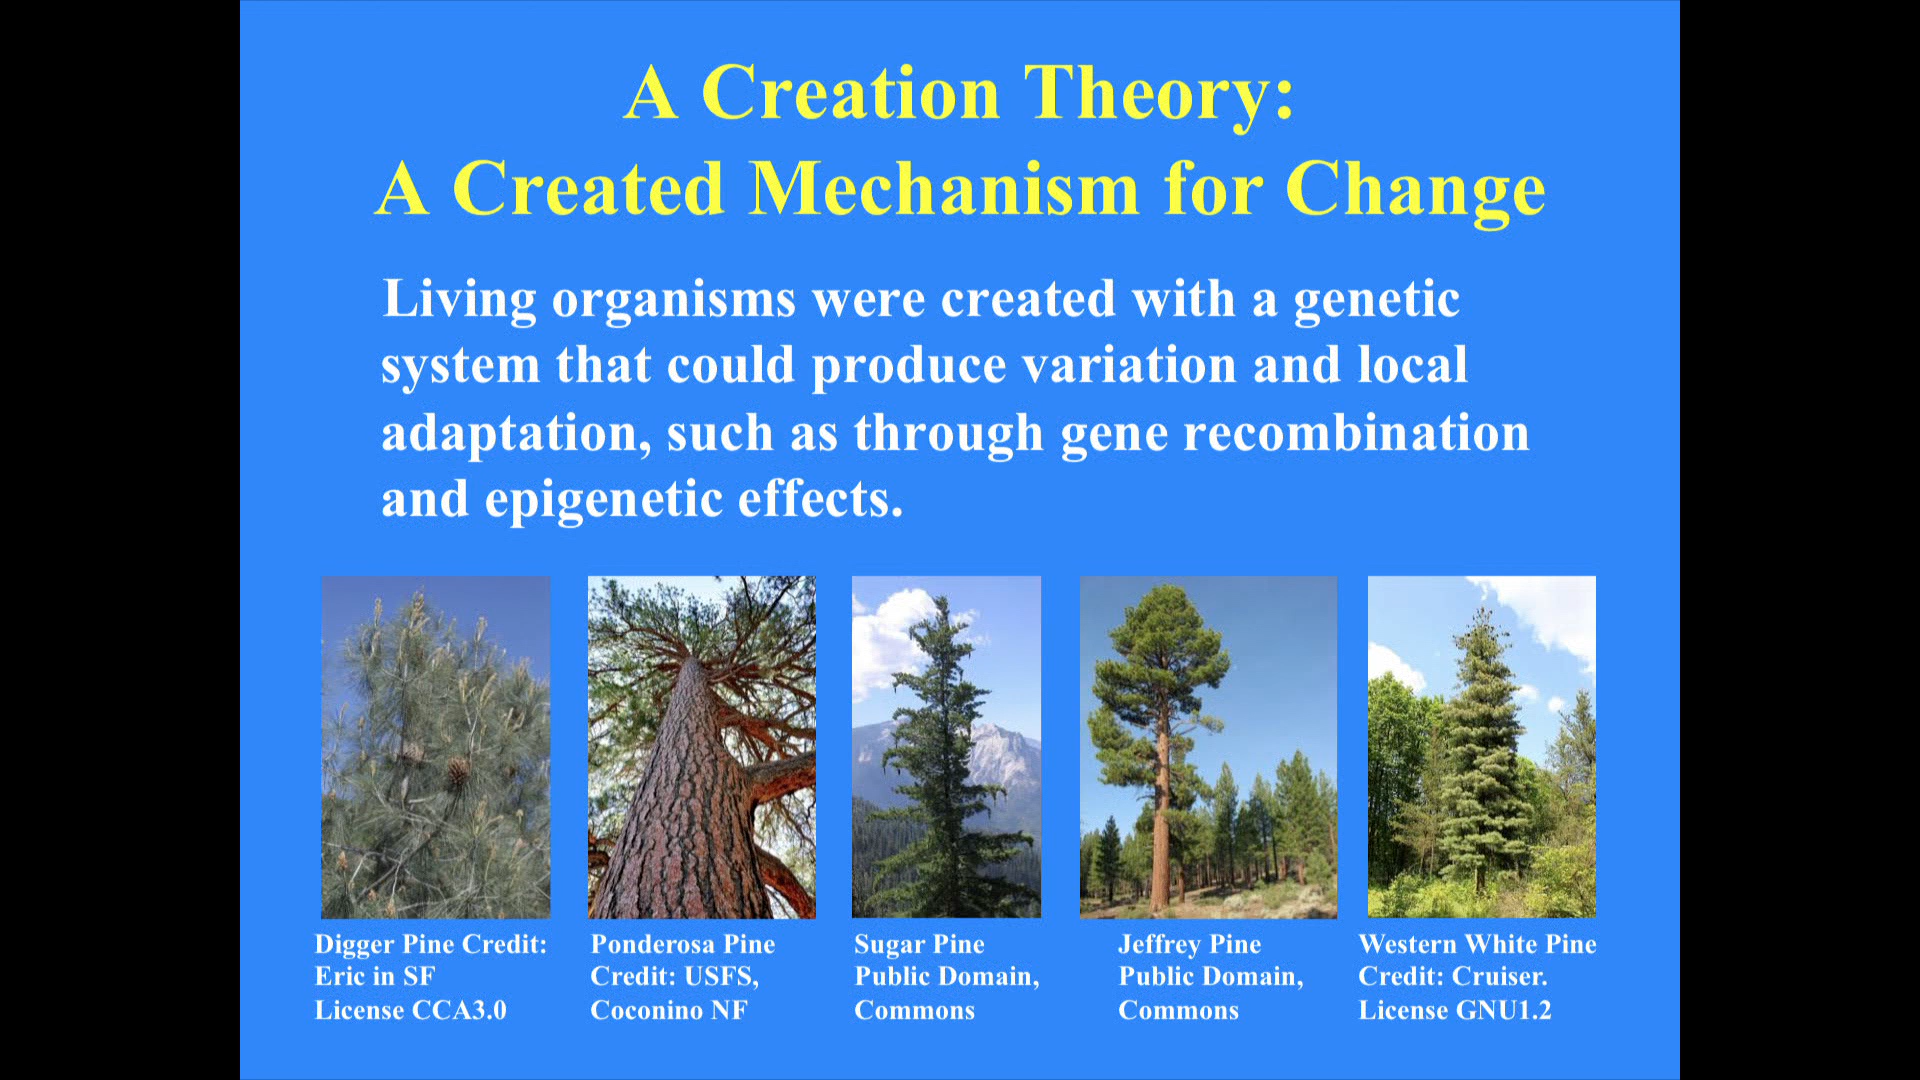 A Creation Theory:
A Created Mechanism for Change
Living organisms were created with a genetic
system that could produce variation and local
adaptation, such as through gene recombination
and epigenetic effects.
Digger Pine Credit:
Eric in SF
License CCA3.0
Ponderosa Pine
Credit: USFS,
Coconino NF
Sugar Pine
Public Domain,
Commons
Jeffrey Pine
Public Domain,
Commons
Western White Pine
Credit: Cruiser.
License GNU1.2